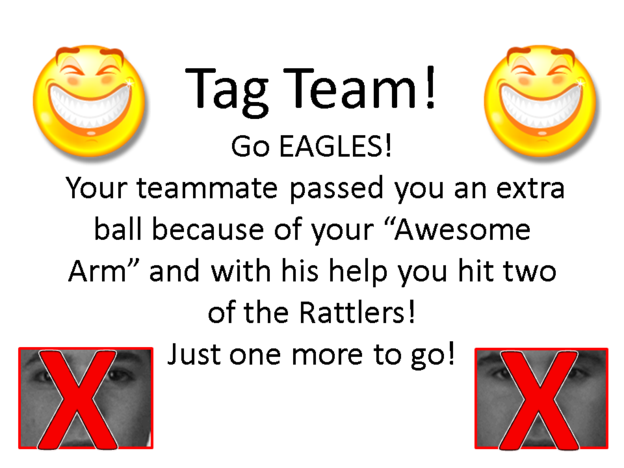 Tag Team!
Go EAGLES!
Your teammate passed you an extra
ball because of your “Awesome
Arm” and with his help you hit two
of the Rattlers!
Just one more to go!
X
X